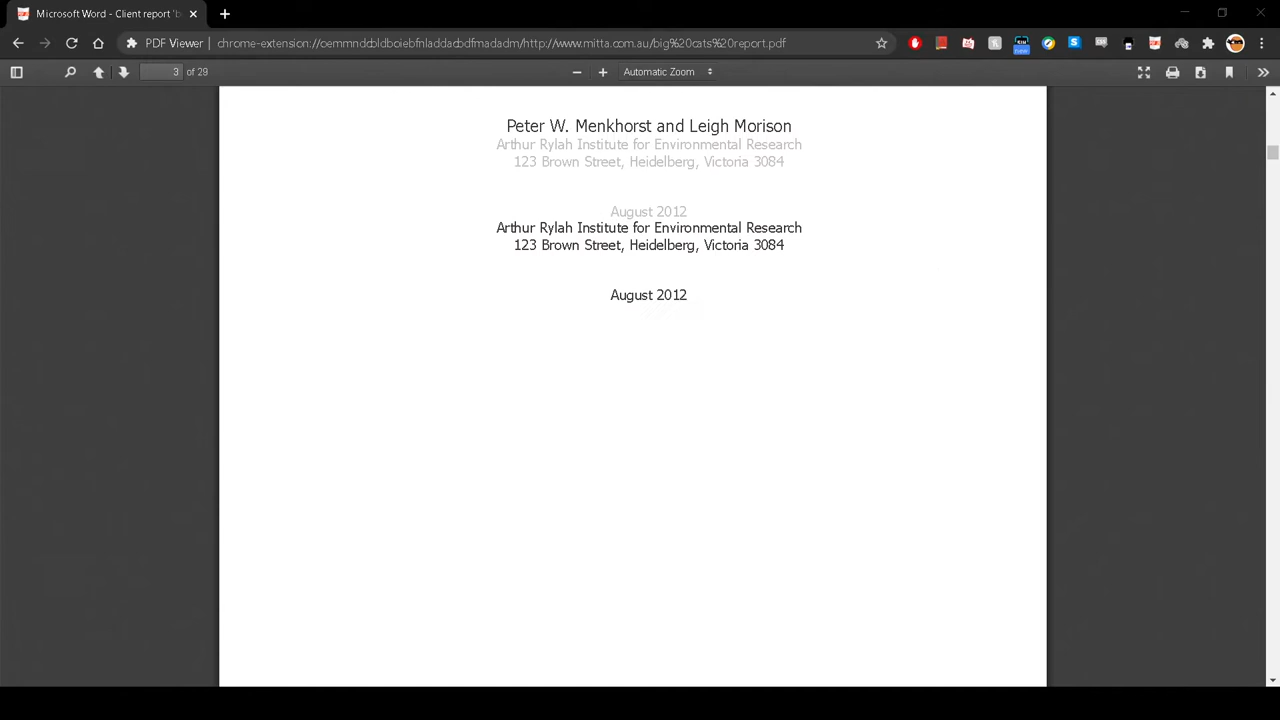 Microsoft Word - Client report 'b
PDF Viewer
chrome-extension://oemmndcbldboiebfnladdacbdfmadadm/http://www.mitta.com.au/big%20cats%20report.pdf
new
3 of 29
Automatic Zoom
Peter W. Menkhorst and Leigh Morison
Arthur Rylah Institute for Environmental Research
123 Brown Street, Heidelberg, Victoria 3084
August 2012
Arthur Rylah Institute for Environmental Research
123 Brown Street, Heidelberg, Victoria 3084
August 2012